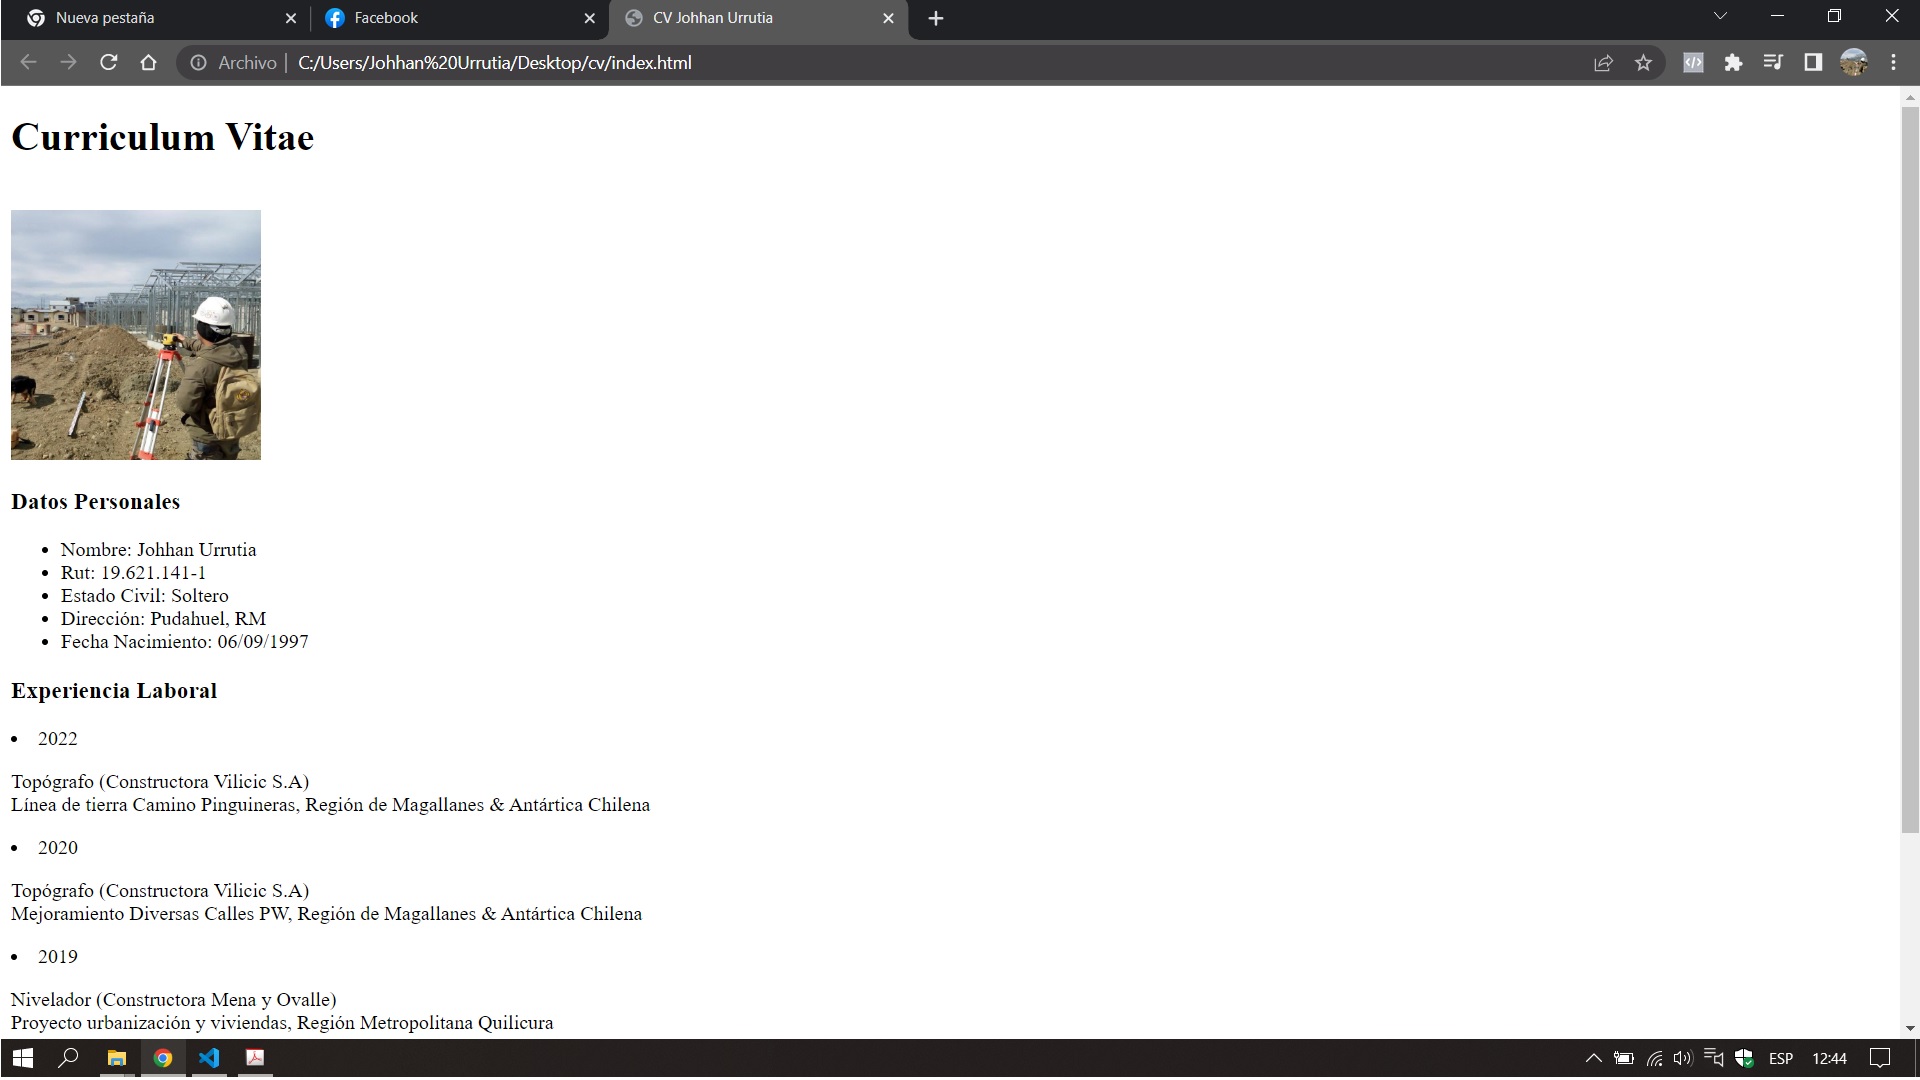 Nueva pestaña
Facebook
CV Johhan Urrutia
Archivo
C:/Users/Johhan%20Urrutia/Desktop/cv/index.html
Curriculum Vitae
Datos Personales
Nombre: Johhan Urrutia
Rut: 19.621.141-1
Estado Civil: Soltero
Dirección: Pudahuel, RM
Fecha Nacimiento: 06/09/1997
Experiencia Laboral
2022
Topógrafo (Constructora Vilicic S.A)
Línea de tierra Camino Pinguineras, Región de Magallanes & Antártica Chilena
2020
Topógrafo (Constructora Vilicic S.A)
Mejoramiento Diversas Calles PW, Región de Magallanes & Antártica Chilena
2019
Nivelador (Constructora Mena y Ovalle)
Proyecto urbanización y viviendas, Región Metropolitana Quilicura
ESP
12:44